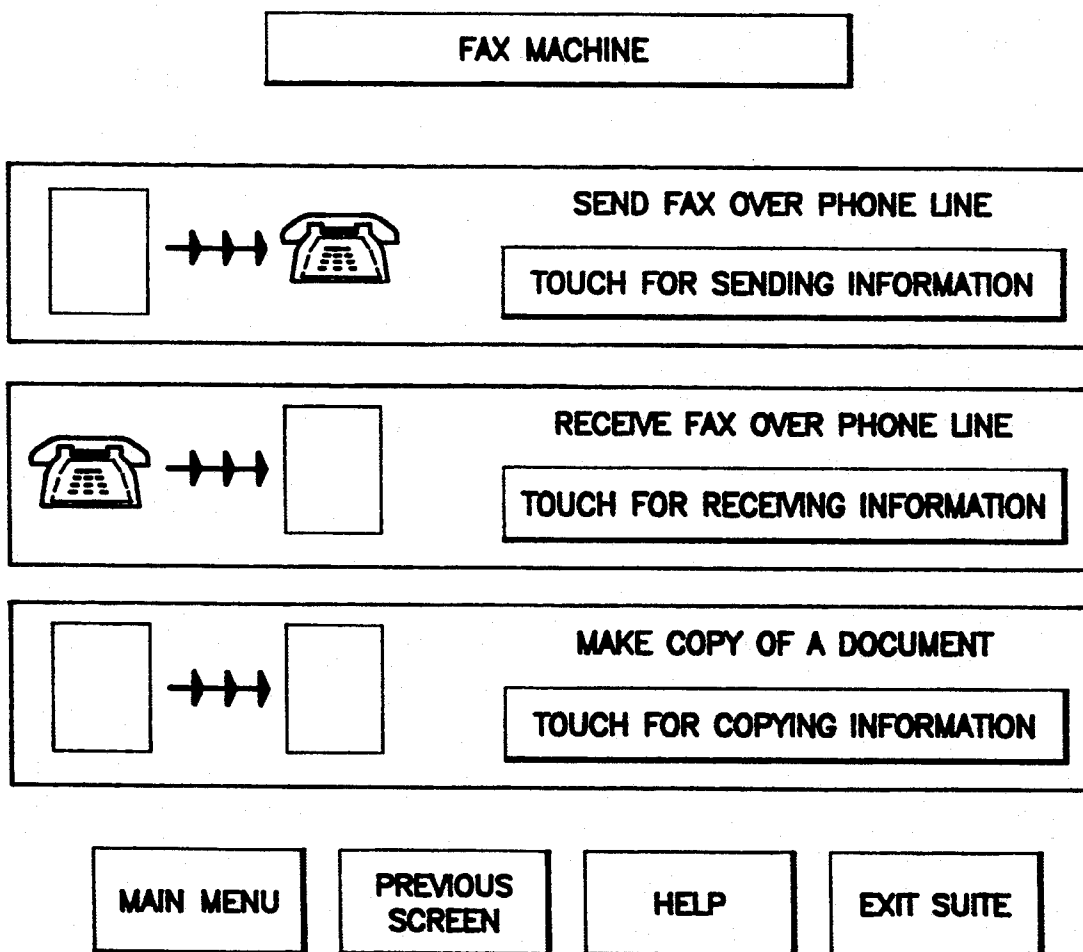 FAX MACHINE
SEND FAX OVER PHONE LINE
TOUCH FOR SENDING INFORMATION
RECEIVE FAX OVER PHONE LINE
TOUCH FOR RECEIVING INFORMATION
MAKE COPY OF A DOCUMENT
TOUCH FOR COPYING INFORMATION
MAIN MENU
PREVIOUS
SCREEN
HELP
EXIT SUITE